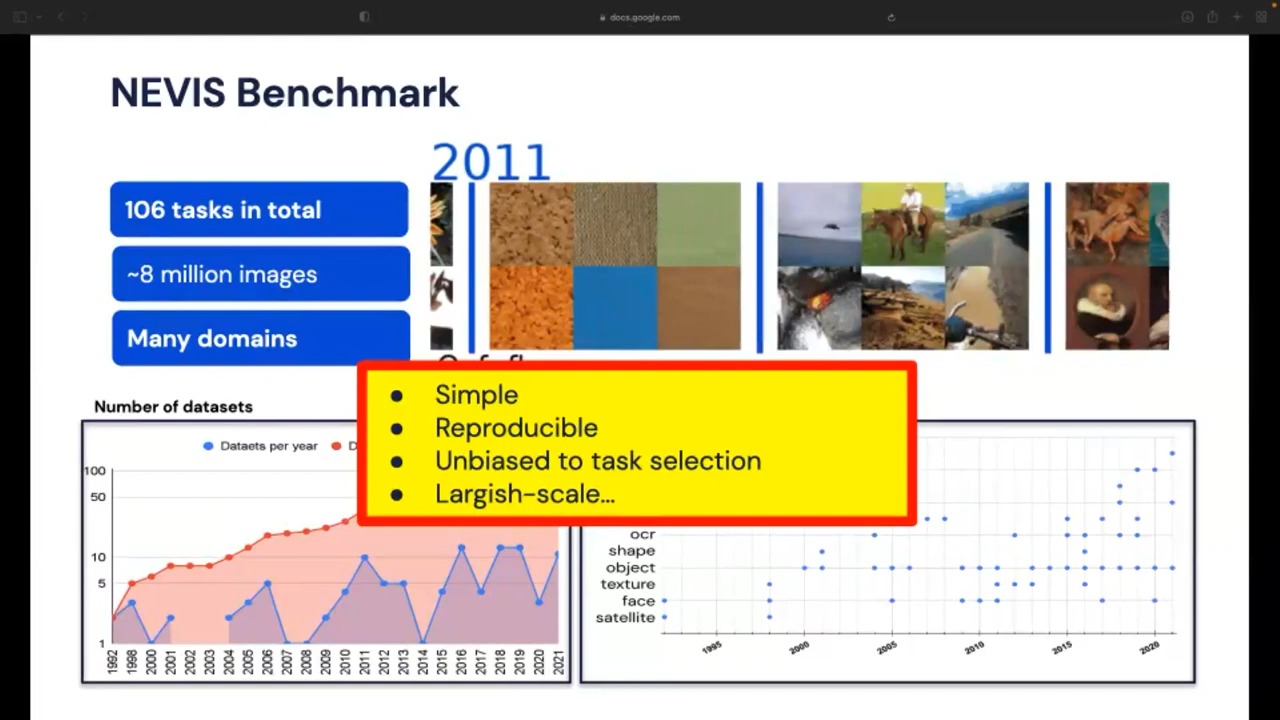 docs.google.com
NEVIS Benchmark
2011
106 tasks in total
~8 million images
Many domains
Number of datasets
Dataets per year
100
50
10
5
1
1992 1998 2000 2001 2002 2003 2004 2005 2006 2007 2008 2009 2010 2011 2012 2013 2014 2015 2016 2017 2018 2019 2020 2021
• Simple
• Reproducible
• Unbiased to task selection
• Largish-scale...
ocr
shape
object
texture
face
satellite
1995 2000 2005 2010 2015 2020